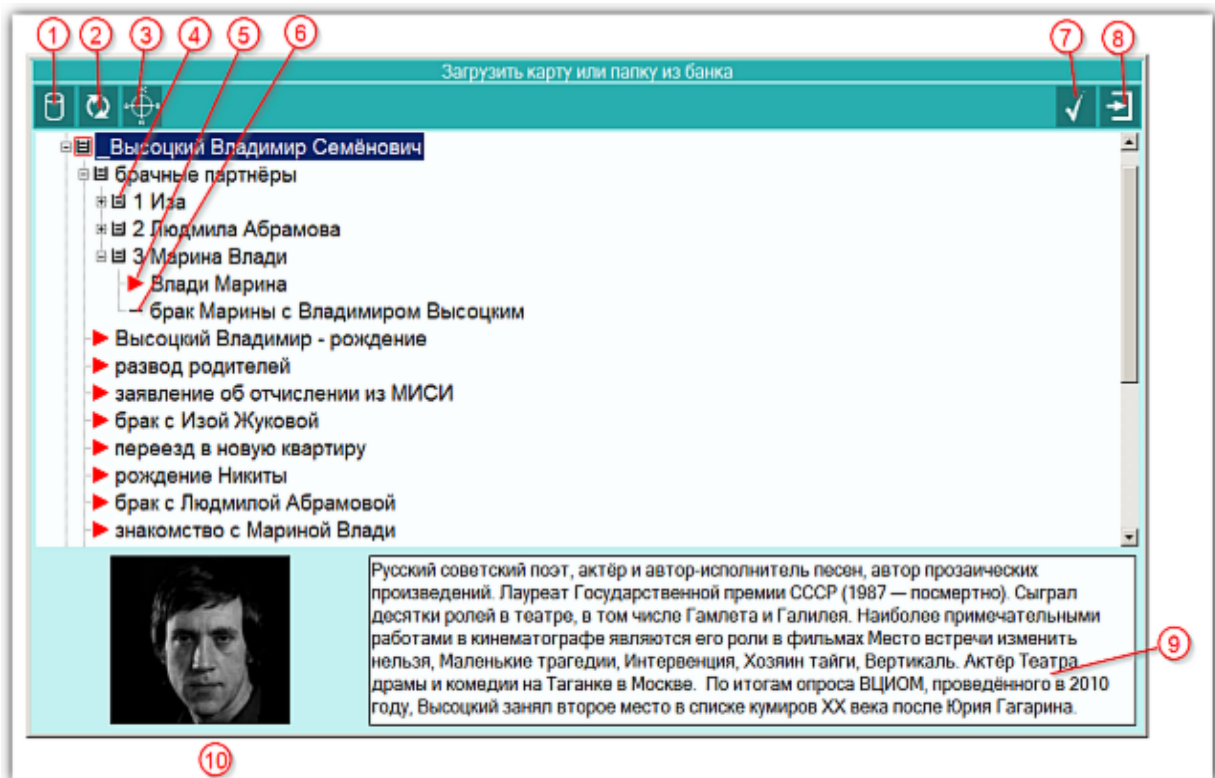 1 2 3 4 5 6 7 8
Загрузить карту или папку из банка
_Высоцкий Владимир Семёнович
брачные партнёры
1 Иза
2 Людмила Абрамова
3 Марина Влади
Влади Марина
брак Марины с Владимиром Высоцким
Высоцкий Владимир - рождение
развод родителей
заявление об отчислении из МИСИ
брак с Изой Жуковой
переезд в новую квартиру
рождение Никиты
брак с Людмилой Абрамовой
знакомство с Мариной Влади
Русский советский поэт, актёр и автор-исполнитель песен, автор прозаических
произведений. Лауреат Государственной премии СССР (1987 — посмертно). Сыграл
десятки ролей в театре, в том числе Гамлета и Галилея. Наиболее примечательными
работами в кинематографе являются его роли в фильмах Место встречи изменить
нельзя, Маленькие трагедии, Интервенция, Хозяин тайги, Вертикаль. Актёр Театра
драмы и комедии на Таганке в Москве. По итогам опроса ВЦИОМ, проведённого в 2010
году, Высоцкий занял второе место в списке кумиров XX века после Юрия Гагарина.
9
10